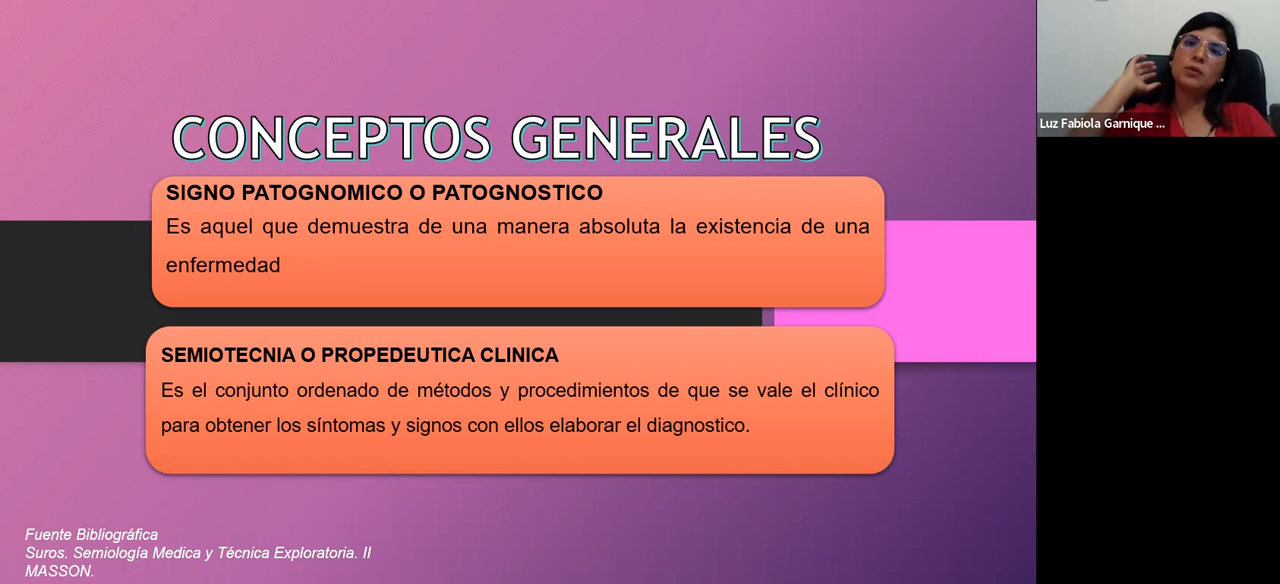 CONCEPTOS GENERALES
SIGNO PATOGNOMICO O PATOGNOSTICO
Es aquel que demuestra de una manera absoluta la existencia de una
enfermedad
SEMIOTECNIA O PROPEDEUTICA CLINICA
Es el conjunto ordenado de métodos y procedimientos de que se vale el clínico
para obtener los síntomas y signos con ellos elaborar el diagnostico.
Fuente Bibliográfica
Suros. Semiología Medica y Técnica Exploratoria. II
MASSON.
Luz Fabiola Garnique ...